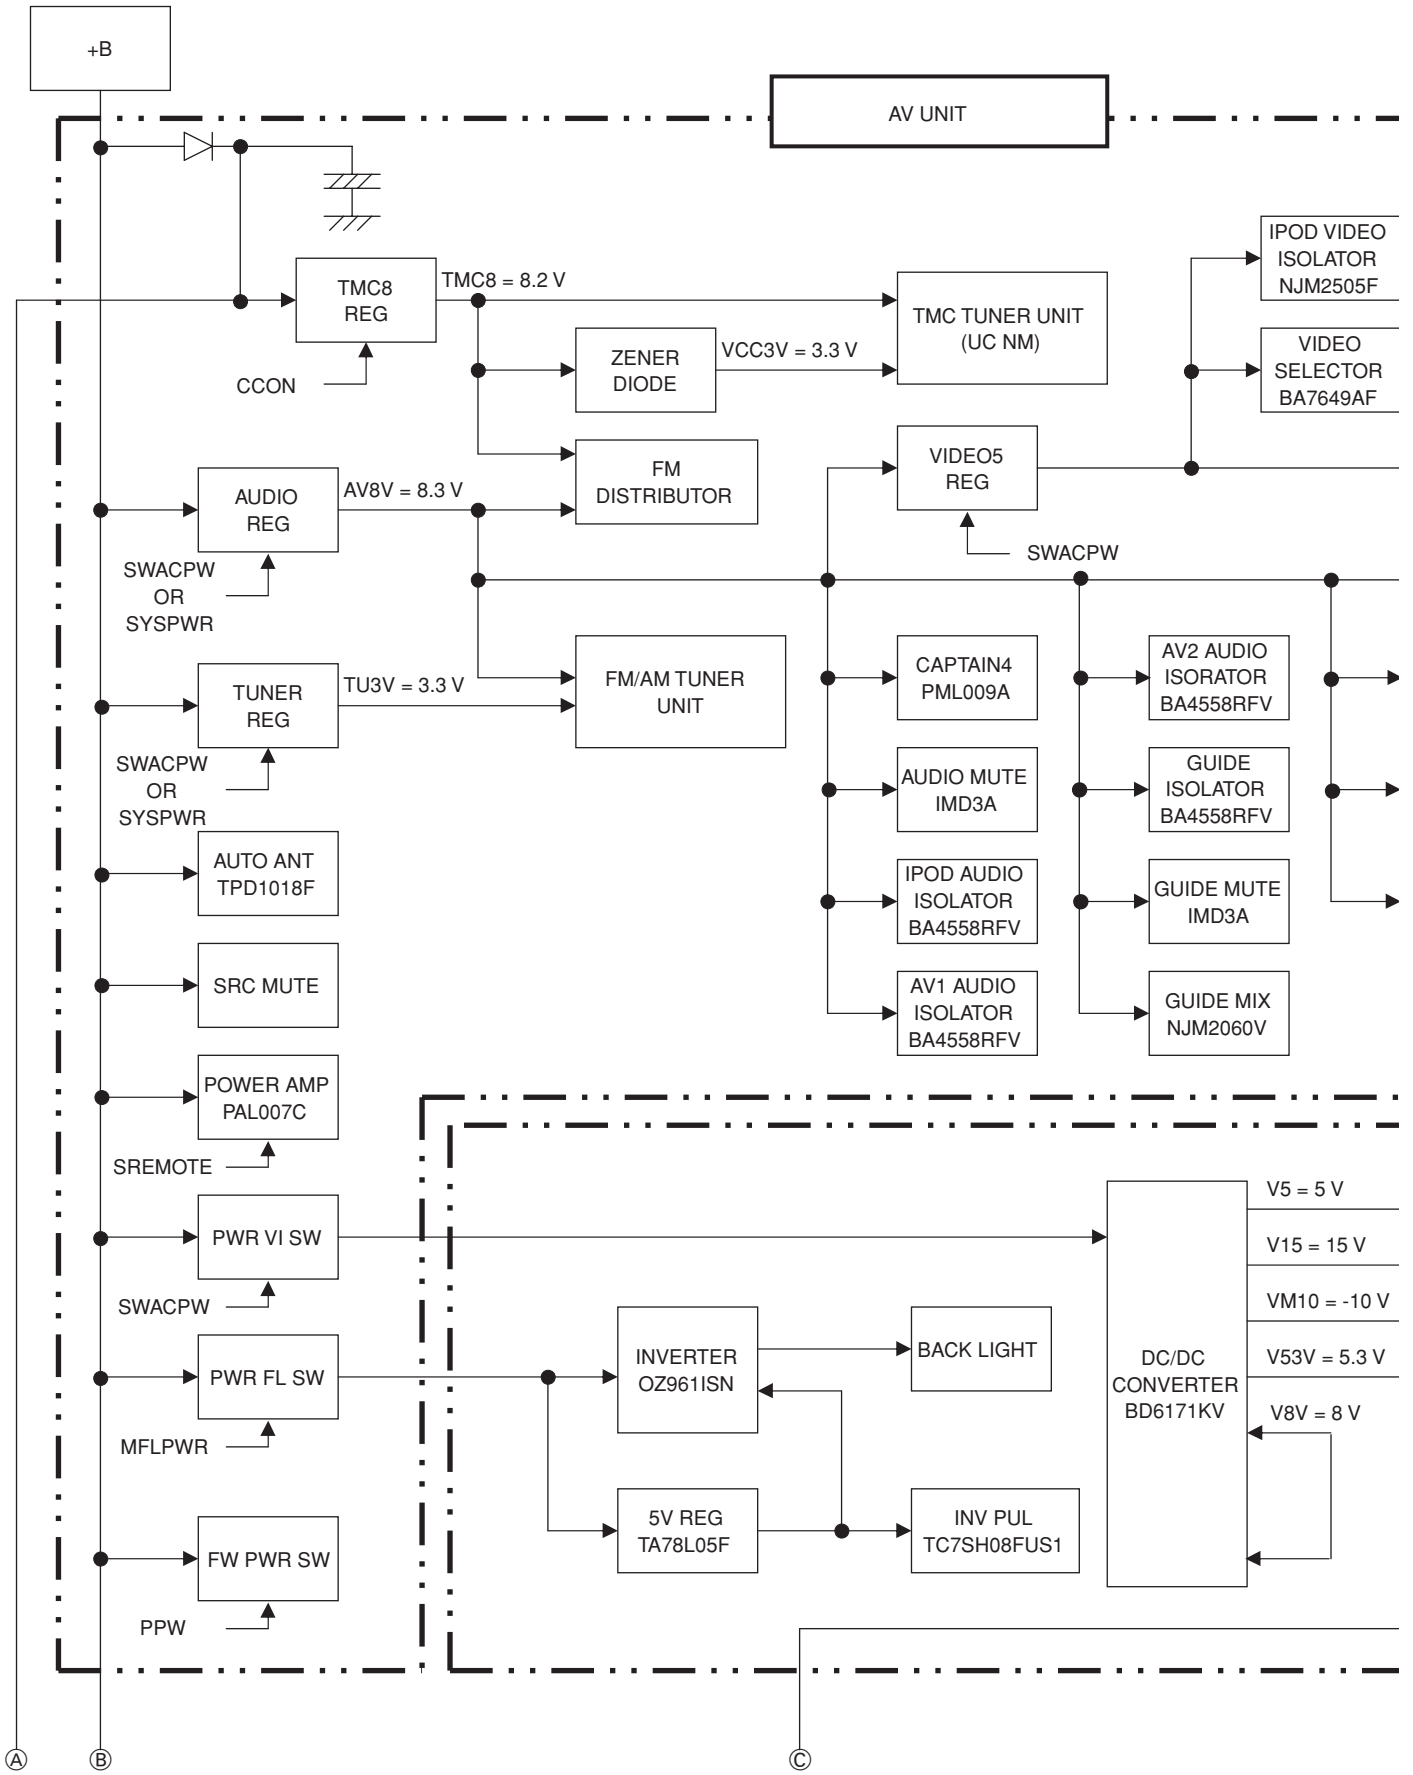 +B
AV UNIT
IPOD VIDEO
ISOLATOR
NJM2505F
TMC8
REG
TMC8 = 8.2 V
TMC TUNER UNIT
(UC NM)
CCON
ZENER
DIODE
VCC3V = 3.3 V
VIDEO
SELECTOR
BA7649AF
FM
DISTRIBUTOR
VIDEO5
REG
SWACPW
AUDIO
REG
AV8V = 8.3 V
SWACPW
OR
SYSPWR
TUNER
REG
TU3V = 3.3 V
SWACPW
OR
SYSPWR
FM/AM TUNER
UNIT
CAPTAIN4
PML009A
AV2 AUDIO
ISORATOR
BA4558RFV
AUDIO MUTE
IMD3A
GUIDE
ISOLATOR
BA4558RFV
AUTO ANT
TPD1018F
IPOD AUDIO
ISOLATOR
BA4558RFV
GUIDE MUTE
IMD3A
SRC MUTE
AV1 AUDIO
ISOLATOR
BA4558RFV
GUIDE MIX
NJM2060V
POWER AMP
PAL007C
SREMOTE
PWR VI SW
SWACPW
PWR FL SW
MFLPWR
FW PWR SW
PPW
INVERTER
OZ961ISN
BACK LIGHT
5V REG
TA78L05F
INV PUL
TC7SH08FUS1
DC/DC
CONVERTER
BD6171KV
V5 = 5 V
V15 = 15 V
VM10 = -10 V
V53V = 5.3 V
V8V = 8 V
A
B
C